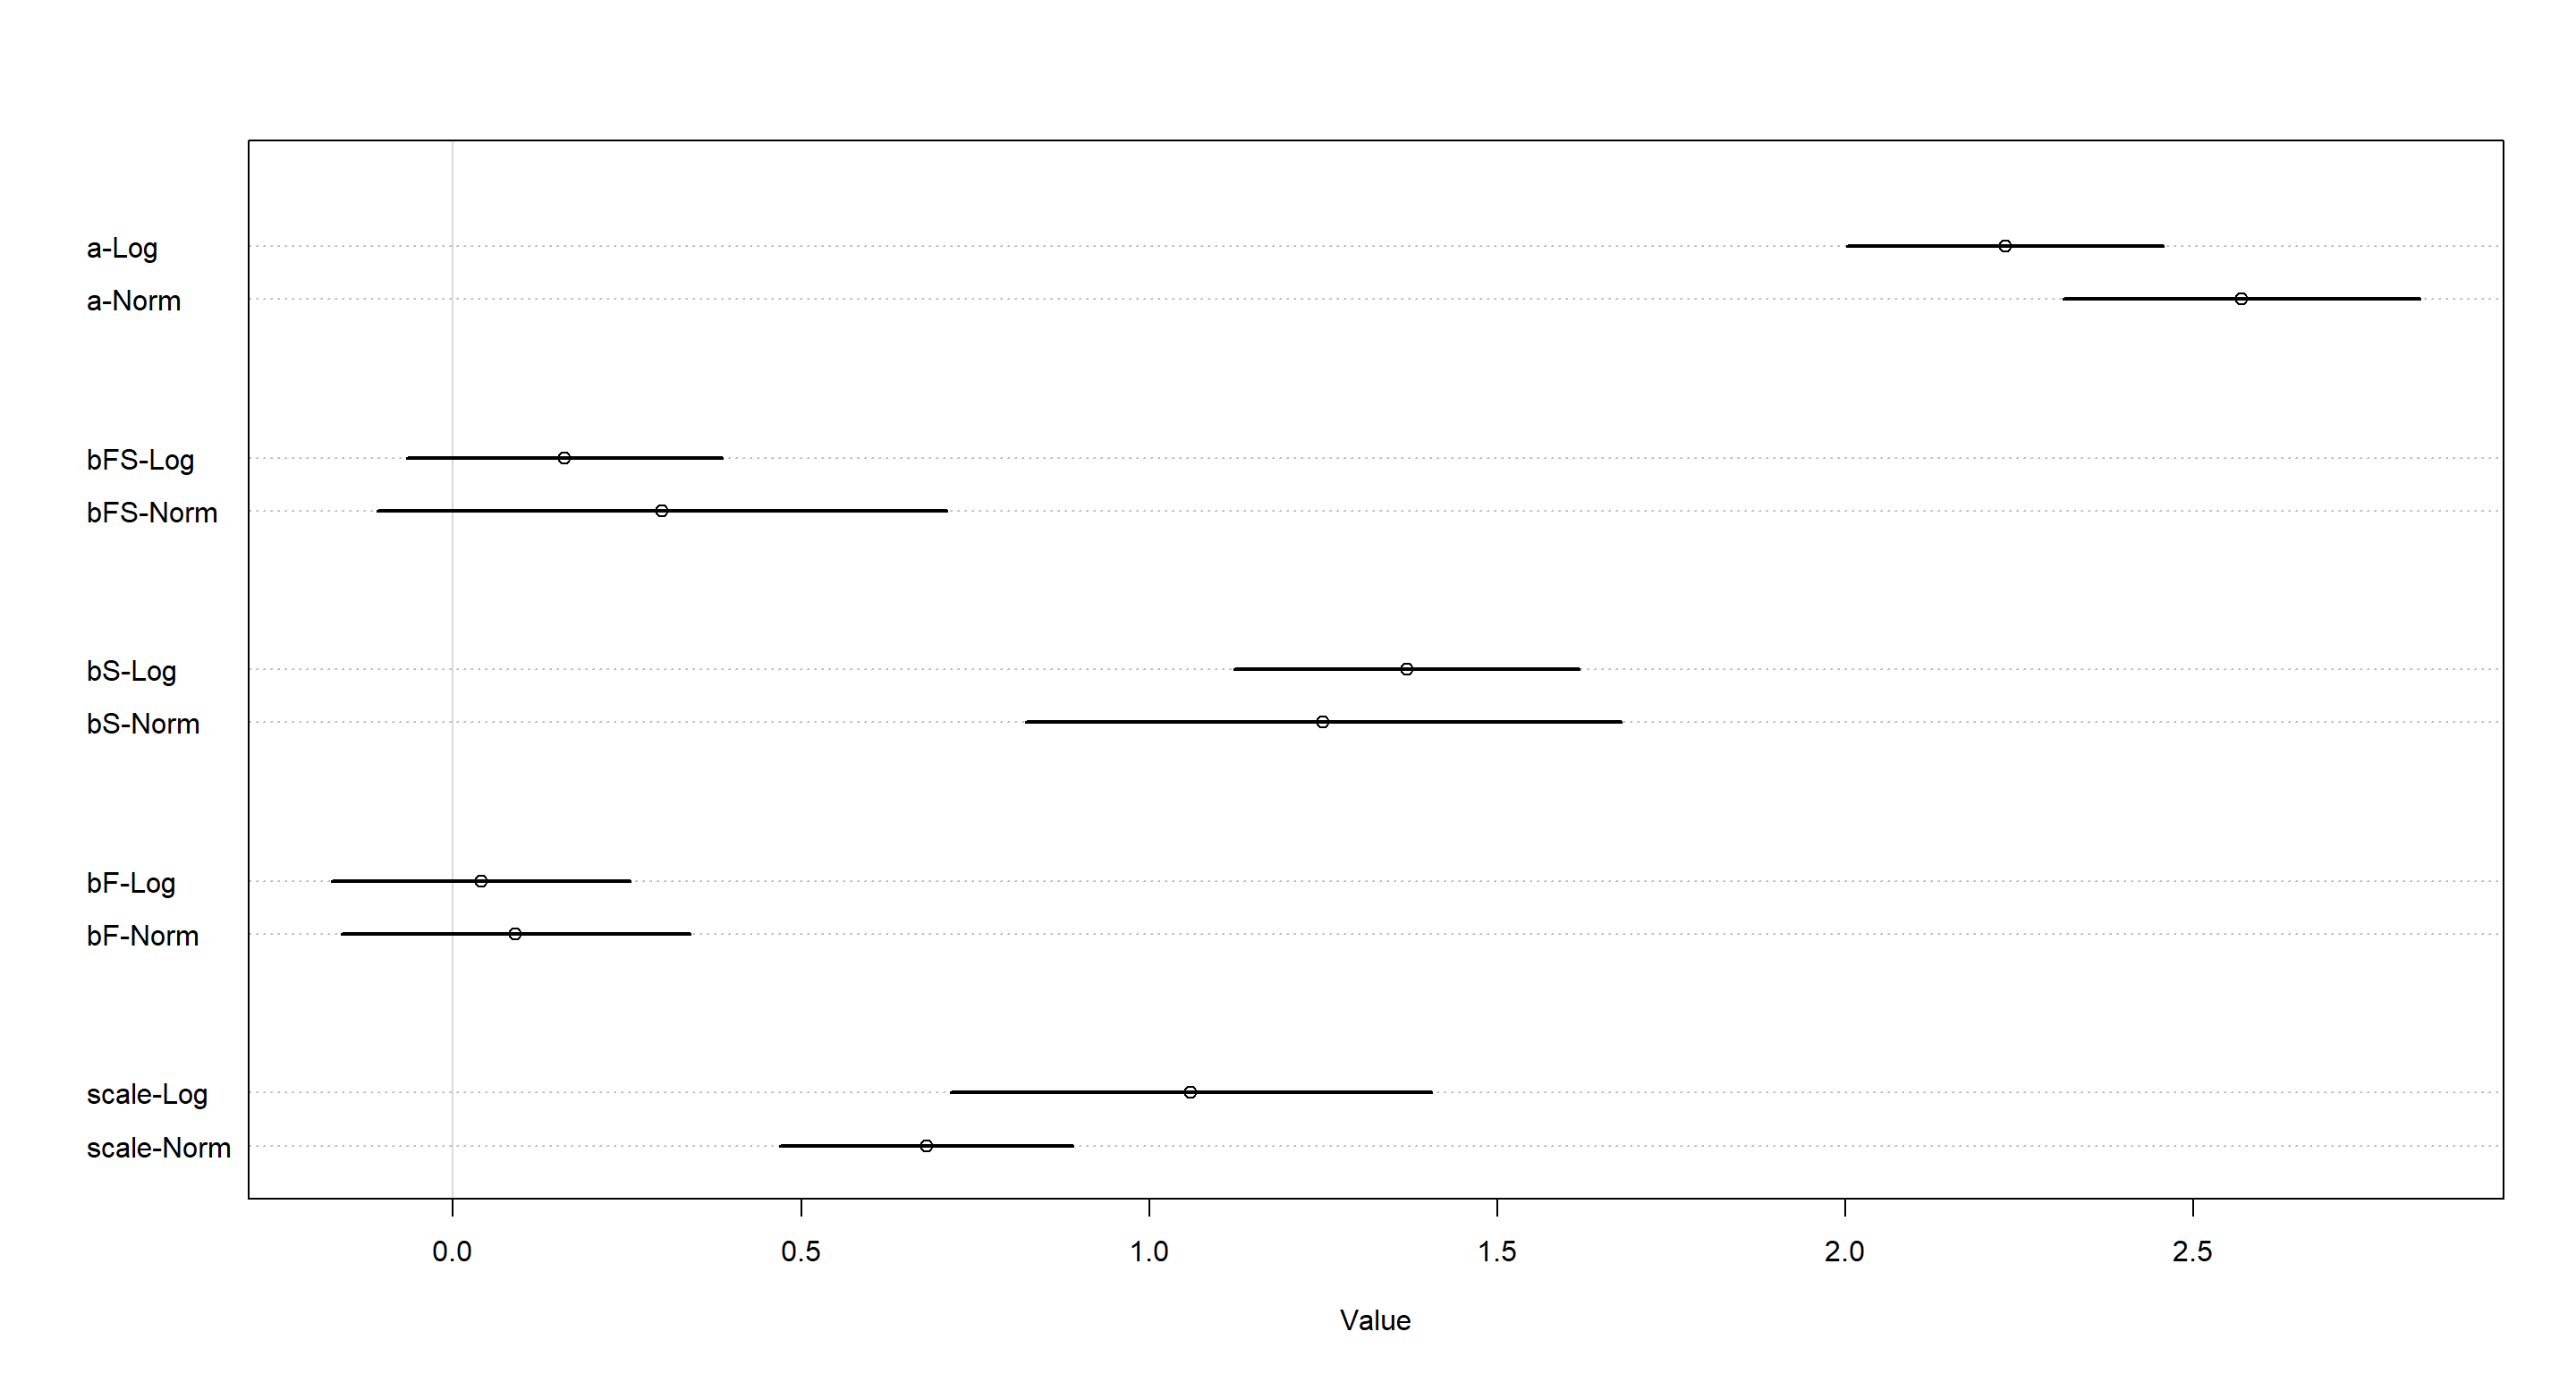 a-Log
a-Norm
bFS-Log
bFS-Norm
bS-Log
bS-Norm
bF-Log
bF-Norm
scale-Log
scale-Norm
0.0 0.5 1.0 1.5 2.0 2.5
Value